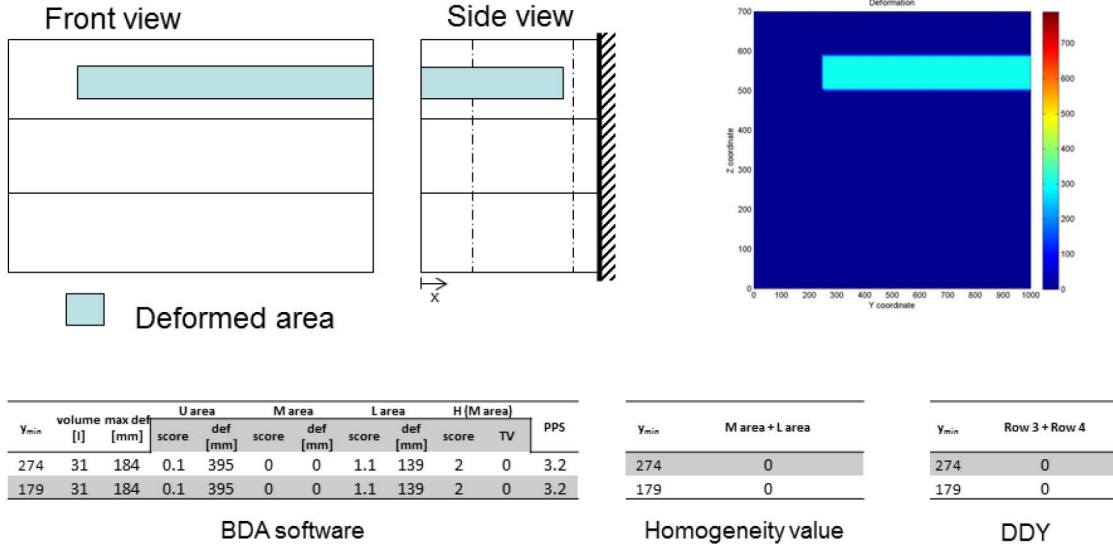 Front view
Side view
x
Deformed area
Deformation
Z coordinate
700
600
500
400
300
200
100
0
0 100 200 300 400 500 600 700 800 900 1000
Y coordinate
700
600
500
400
300
200
100
0
ymin volume [l] max def [mm] U area M area L area H (M area) PPS
score def [mm] score def [mm] score def [mm] score TV
274 31 184 0.1 395 0 0 1.1 139 2 0 3.2
179 31 184 0.1 395 0 0 1.1 139 2 0 3.2
BDA software
ymin M area + L area
274 0
179 0
Homogeneity value
ymin Row 3 + Row 4
274 0
179 0
DDY